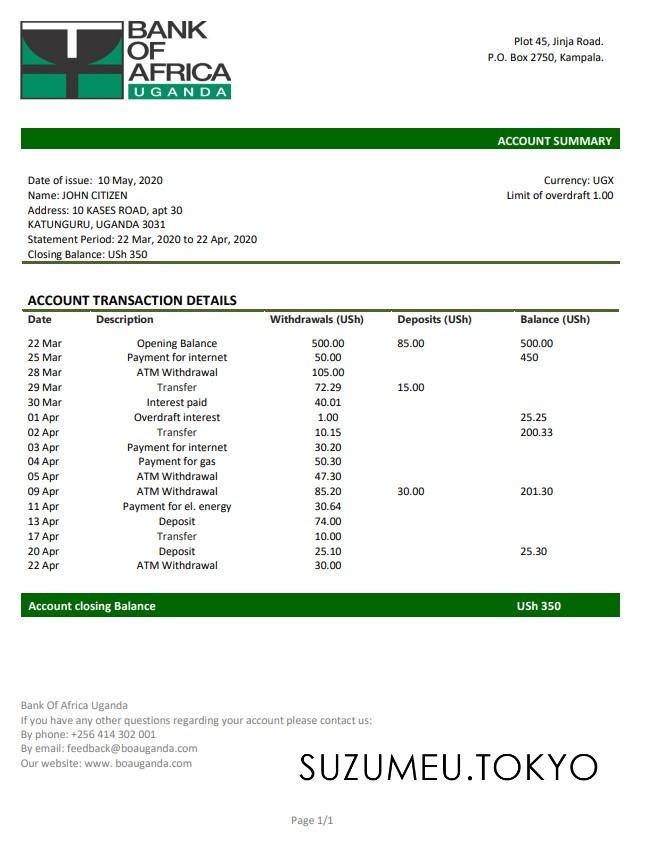 BANK
OF
AFRICA
UGANDA
Plot 45, Jinja Road.
P.O. Box 2750, Kampala.
ACCOUNT SUMMARY
Date of issue: 10 May, 2020
Name: JOHN CITIZEN
Address: 10 KASES ROAD, apt 30
KATUNGURU, UGANDA 3031
Statement Period: 22 Mar, 2020 to 22 Apr, 2020
Closing Balance: USh 350
Currency: UGX
Limit of overdraft 1.00
ACCOUNT TRANSACTION DETAILS
Date Description Withdrawals (USh) Deposits (USh) Balance (USh)
22 Mar Opening Balance 500.00 85.00 500.00
25 Mar Payment for internet 50.00 450
28 Mar ATM Withdrawal 105.00
29 Mar Transfer 72.29 15.00
30 Mar Interest paid 40.01
01 Apr Overdraft interest 1.00 25.25
02 Apr Transfer 10.15 200.33
03 Apr Payment for internet 30.20
04 Apr Payment for gas 50.30
05 Apr ATM Withdrawal 47.30
09 Apr ATM Withdrawal 85.20 30.00 201.30
11 Apr Payment for el. energy 30.64
13 Apr Deposit 74.00
17 Apr Transfer 10.00
20 Apr Deposit 25.10 25.30
22 Apr ATM Withdrawal 30.00
Account closing Balance USh 350
Bank Of Africa Uganda
If you have any other questions regarding your account please contact us:
By phone: +256 414 302 001
By email: feedback@boauganda.com
Our website: www. boauganda.com
SUZUMEU.TOKYO
Page 1/1